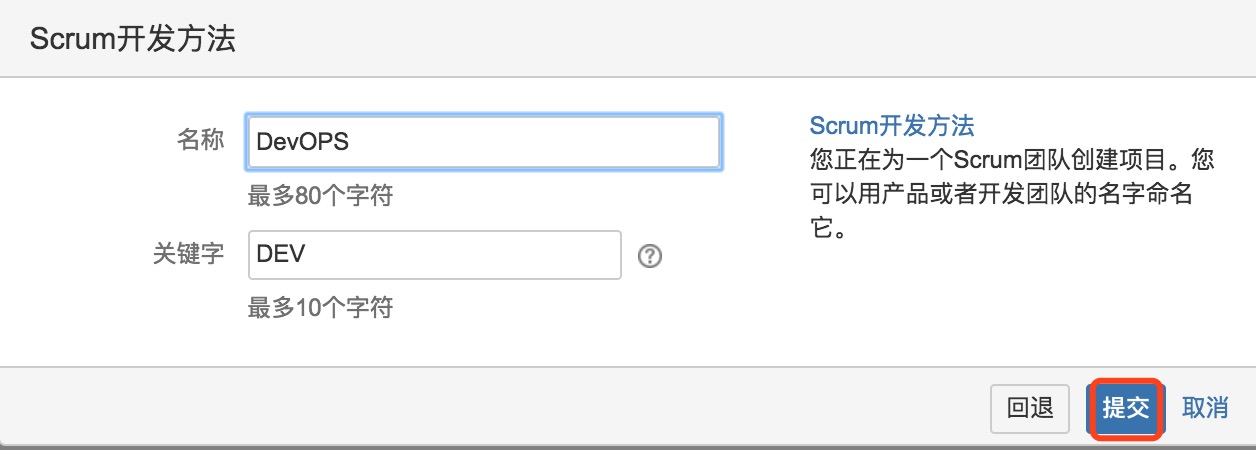 Scrum开发方法
名称
DevOPS
最多80个字符
关键字
DEV
?
最多10个字符
Scrum开发方法
您正在为一个Scrum团队创建项目。您
可以用产品或者开发团队的名字命名
它。
回退
提交
取消